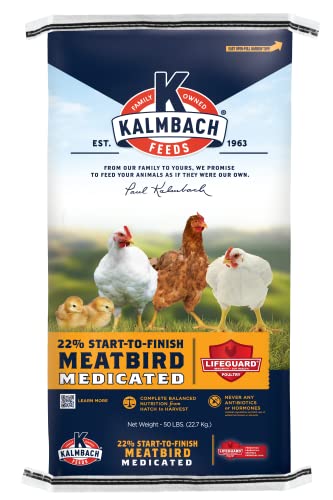 EASY OPEN-PULL BANDER TAPE
K
FAMILY OWNED
KALMBACH
FEEDS
EST. 1963
FROM OUR FAMILY TO YOURS, WE PROMISE
TO FEED YOUR ANIMALS AS IF THEY WERE OUR OWN.
Paul Kalmbach
22% START-TO-FINISH
MEATBIRD
MEDICATED
LIFEGUARD
POULTRY
LEARN MORE
COMPLETE BALANCED
NUTRITION from
HATCH to HARVEST
NEVER ANY
ANTIBIOTICS
or HORMONES
Net Weight - 50 LBS. (22.7 Kg.)
K
KALMBACH
FEEDS
22% START-TO-FINISH
MEATBIRD
MEDICATED
LIFEGUARD